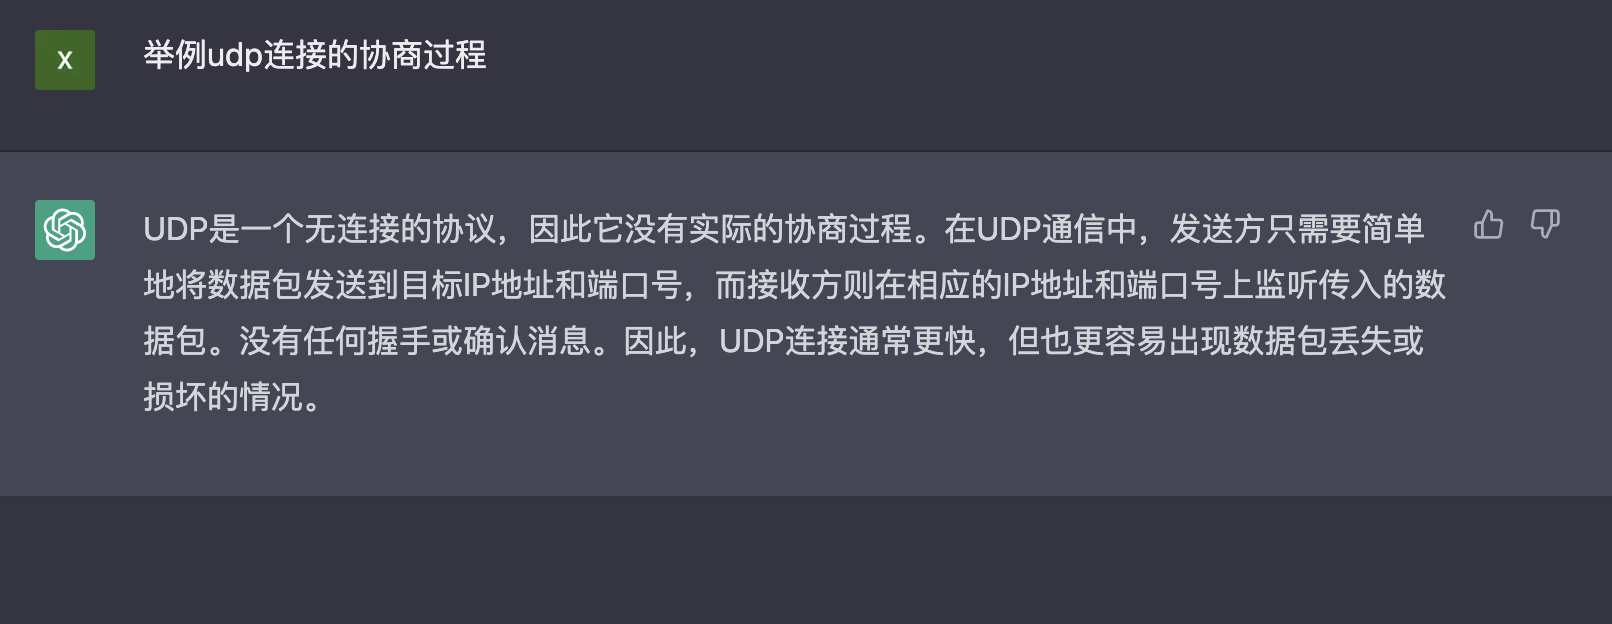 X
举例udp连接的协商过程
UDP是一个无连接的协议，因此它没有实际的协商过程。在UDP通信中，发送方只需要简单
地将数据包发送到目标IP地址和端口号，而接收方则在相应的IP地址和端口号上监听传入的数
据包。没有任何握手或确认消息。因此，UDP连接通常更快，但也更容易出现数据包丢失或
损坏的情况。